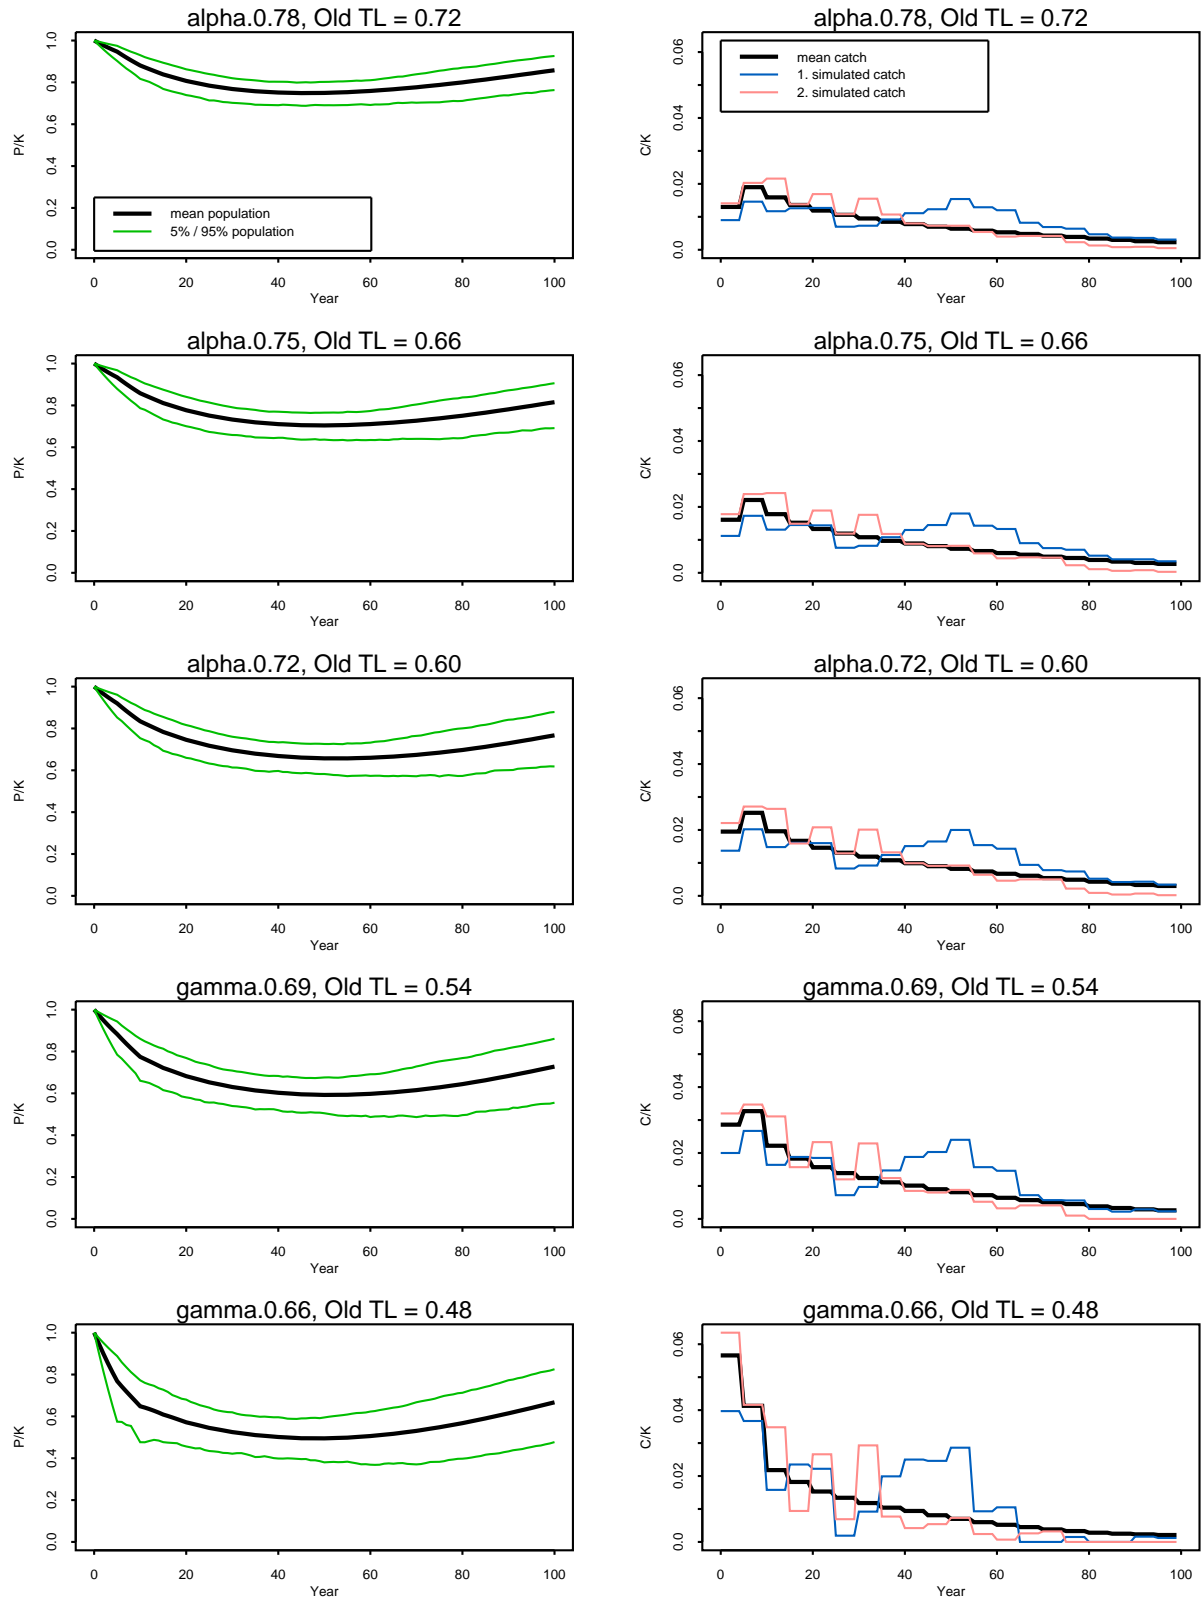 alpha.0.78, Old TL = 0.72
P/K
0.0 0.2 0.4 0.6 0.8 1.0
mean population
5% / 95% population
0 20 40 60 80 100
Year
alpha.0.78, Old TL = 0.72
C/K
0.0 0.02 0.04 0.06
mean catch
1. simulated catch
2. simulated catch
0 20 40 60 80 100
Year
alpha.0.75, Old TL = 0.66
P/K
0.0 0.2 0.4 0.6 0.8 1.0
0 20 40 60 80 100
Year
alpha.0.75, Old TL = 0.66
C/K
0.0 0.02 0.04 0.06
0 20 40 60 80 100
Year
alpha.0.72, Old TL = 0.60
P/K
0.0 0.2 0.4 0.6 0.8 1.0
0 20 40 60 80 100
Year
alpha.0.72, Old TL = 0.60
C/K
0.0 0.02 0.04 0.06
0 20 40 60 80 100
Year
gamma.0.69, Old TL = 0.54
P/K
0.0 0.2 0.4 0.6 0.8 1.0
0 20 40 60 80 100
Year
gamma.0.69, Old TL = 0.54
C/K
0.0 0.02 0.04 0.06
0 20 40 60 80 100
Year
gamma.0.66, Old TL = 0.48
P/K
0.0 0.2 0.4 0.6 0.8 1.0
0 20 40 60 80 100
Year
gamma.0.66, Old TL = 0.48
C/K
0.0 0.02 0.04 0.06
0 20 40 60 80 100
Year